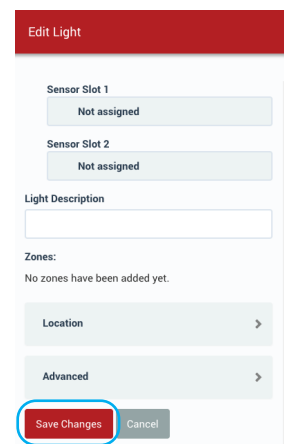 Edit Light
Sensor Slot 1
Not assigned
Sensor Slot 2
Not assigned
Light Description
Zones:
No zones have been added yet.
Location
Advanced
Save Changes
Cancel